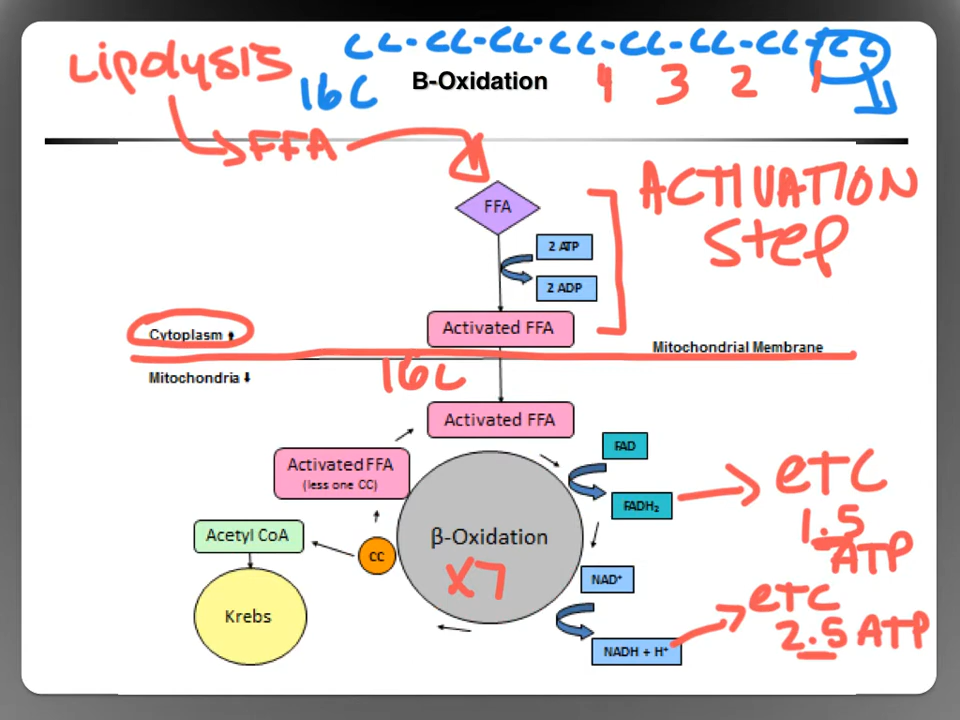 Lipolysis
CC-CC-CC-CC-CC-CC-CC-CC
16C
B-Oxidation
4 3 2 1
FFA
FFA
ACTIVATION
Step
2 ATP
2 ADP
Activated FFA
Cytoplasm
Mitochondrial Membrane
Mitochondria
16C
Activated FFA
Activated FFA
(less one CC)
FAD
FADH₂
etc
1.5
ATP
Acetyl CoA
CC
β-Oxidation
X7
NAD⁺
etc
2.5 ATP
Krebs
NADH + H⁺